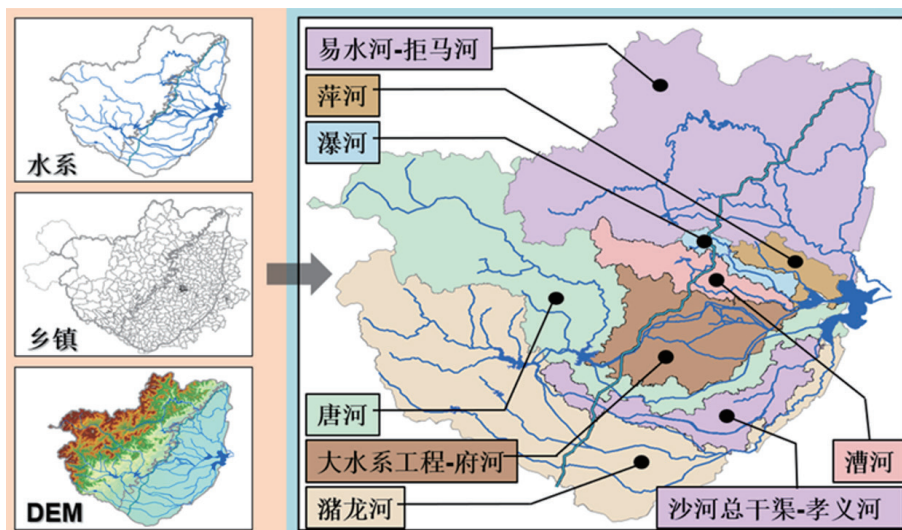 水系
乡镇
DEM
易水河-拒马河
萍河
瀑河
唐河
大水系工程-府河
潴龙河
漕河
沙河总干渠-孝义河